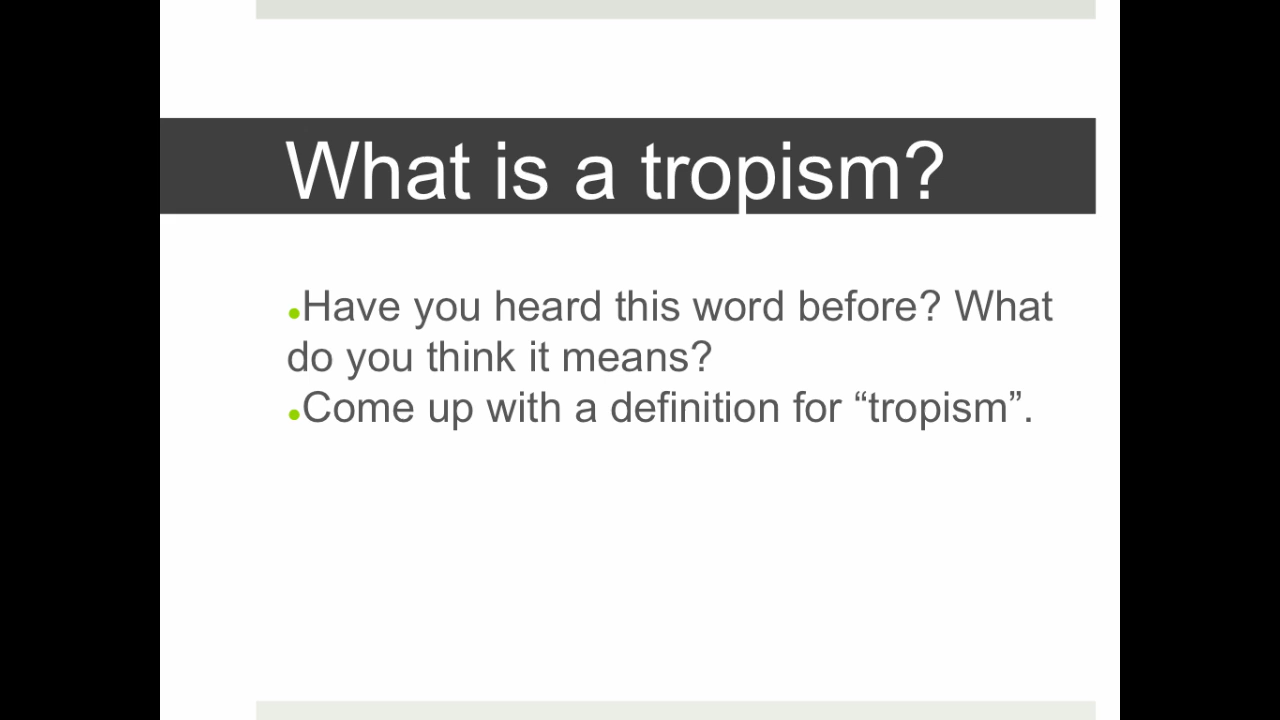 What is a tropism?
●Have you heard this word before? What
do you think it means?
●Come up with a definition for “tropism”.